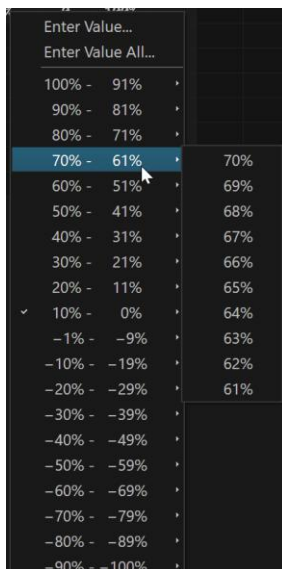 Enter Value...
Enter Value All...
100% - 91%
90% - 81%
80% - 71%
70% - 61%
60% - 51%
50% - 41%
40% - 31%
30% - 21%
20% - 11%
10% - 0%
−1% - −9%
−10% - −19%
−20% - −29%
−30% - −39%
−40% - −49%
−50% - −59%
−60% - −69%
−70% - −79%
−80% - −89%
−90% - −100%
70%
69%
68%
67%
66%
65%
64%
63%
62%
61%